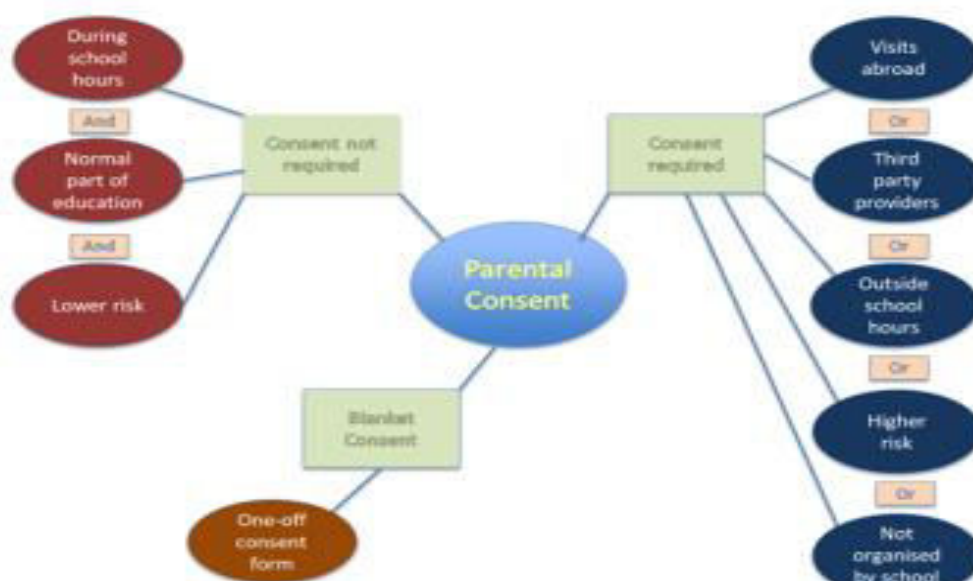 During
school
hours
And
Normal
part of
education
And
Lower risk
Consent not
required
Parental
Consent
Blanket
Consent
One-off
consent
form
Consent
required
Visits
abroad
Or
Third
party
providers
Or
Outside
school
hours
Or
Higher
risk
Or
Not
organised
by school